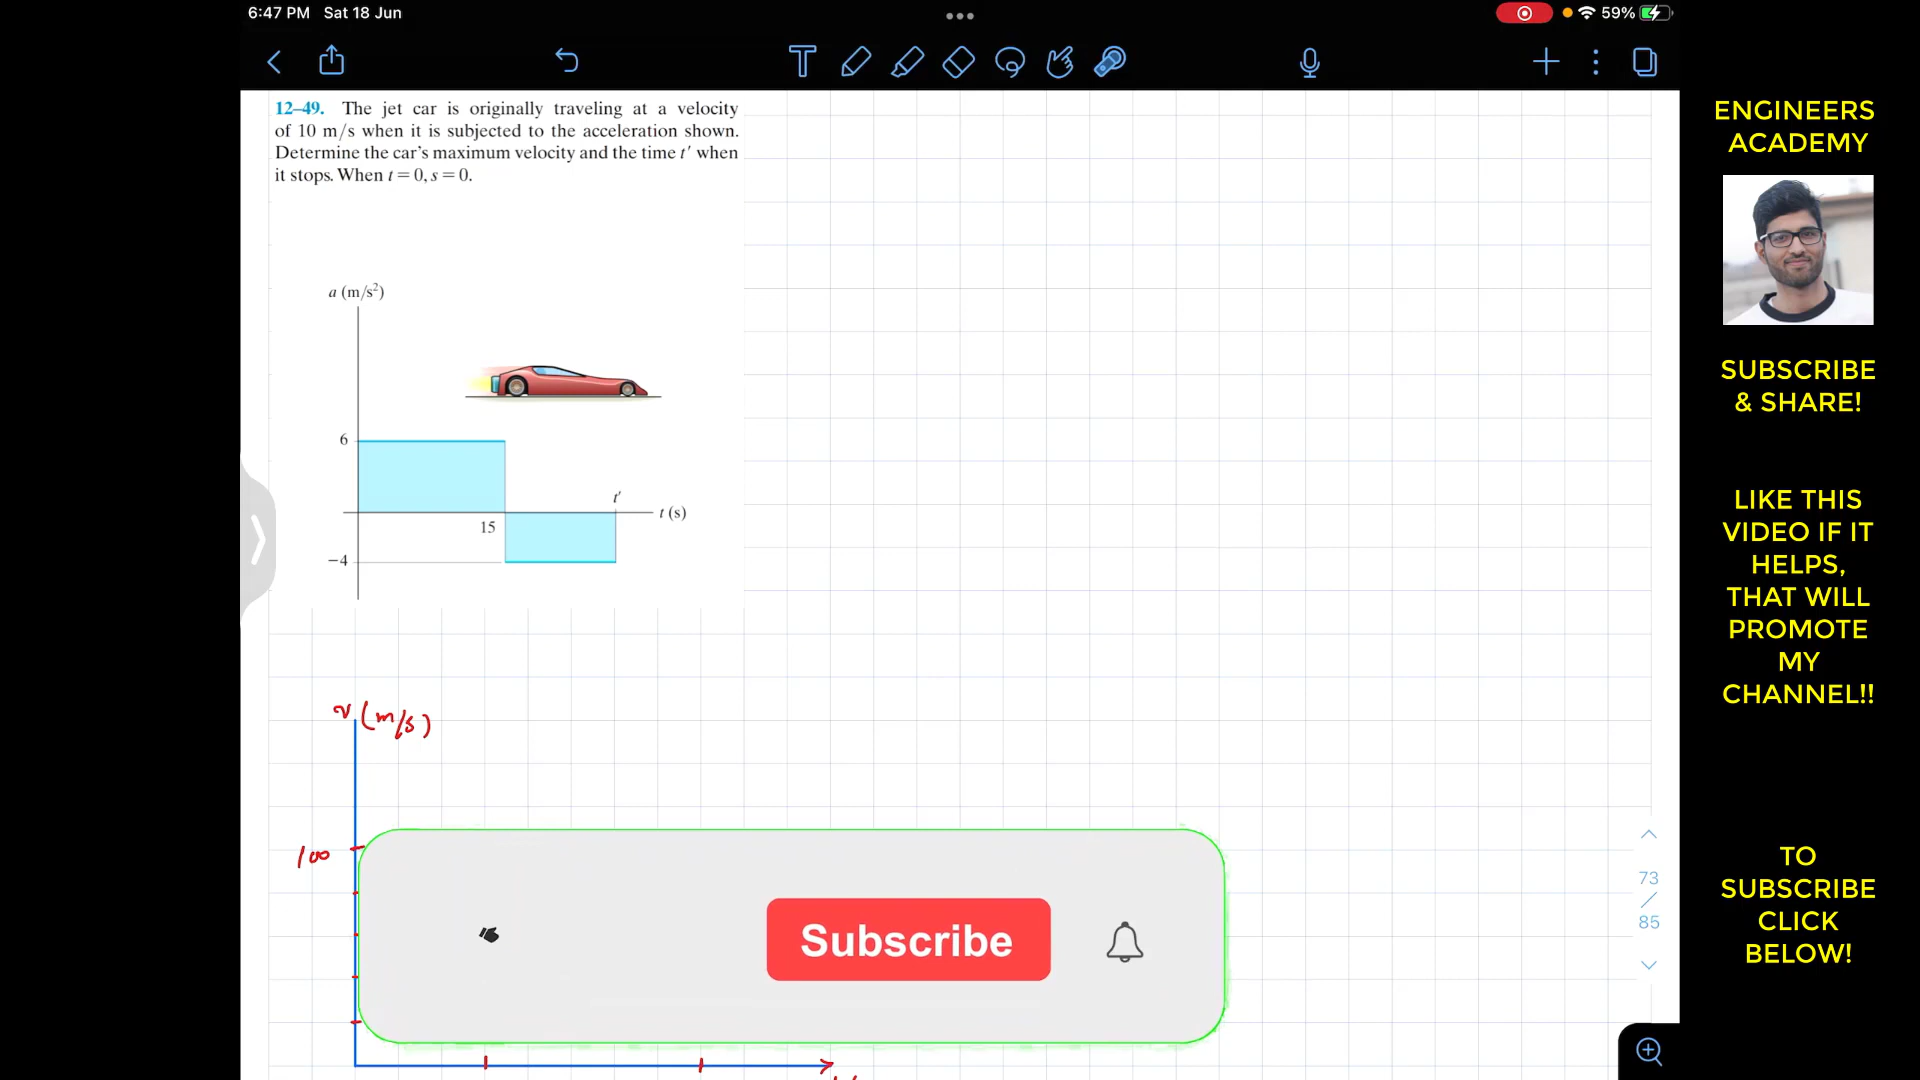 6:47 PM Sat 18 Jun
59%
12–49. The jet car is originally traveling at a velocity
of 10 m/s when it is subjected to the acceleration shown.
Determine the car's maximum velocity and the time t′ when
it stops. When t = 0, s = 0.
a (m/s²)
6
t′
t (s)
15
−4
v (m/s)
100
Subscribe
73
/
85
ENGINEERS
ACADEMY
SUBSCRIBE
& SHARE!
LIKE THIS
VIDEO IF IT
HELPS,
THAT WILL
PROMOTE
MY
CHANNEL!!
TO
SUBSCRIBE
CLICK
BELOW!